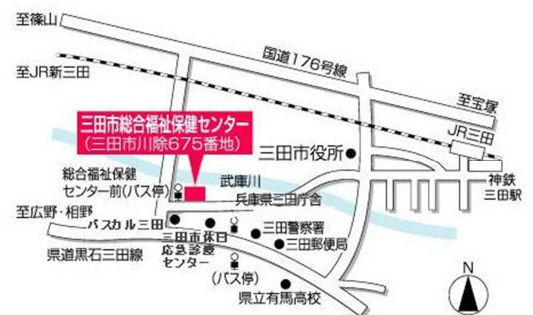 至篠山
国道176号線
至JR新三田
至宝塚
三田市総合福祉保健センター
(三田市川除675番地)
JR三田
三田市役所
総合福祉保健
センター前(バス停)
武庫川
兵庫県三田庁舎
神鉄
三田駅
至広野・相野
パスカル三田
三田市休日
応急診療
センター
三田警察署
三田郵便局
県道黒石三田線
(バス停)
県立有馬高校
N